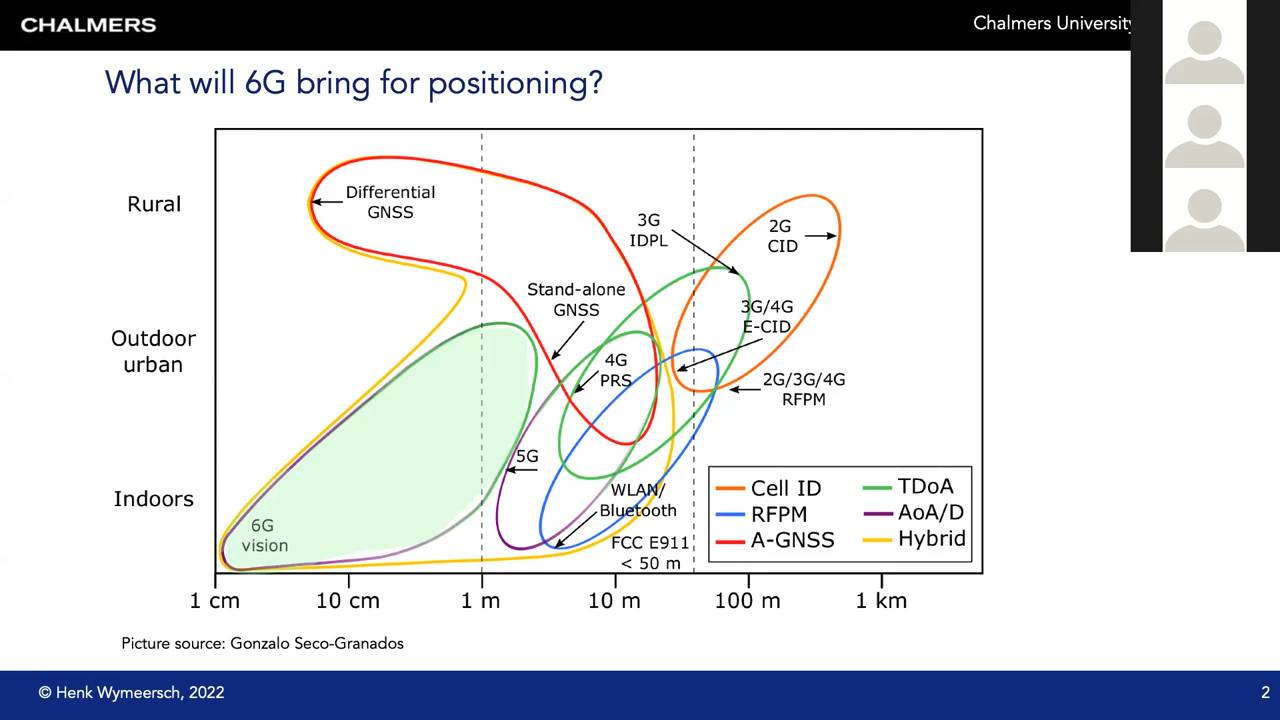 CHALMERS
Chalmers University
What will 6G bring for positioning?
Rural
Outdoor
urban
Indoors
Differential
GNSS
Stand-alone
GNSS
3G
IDPL
2G
CID
3G/4G
E-CID
4G
PRS
2G/3G/4G
RFPM
5G
WLAN/
Bluetooth
6G
vision
FCC E911
< 50 m
Cell ID
RFPM
A-GNSS
TDoA
AoA/D
Hybrid
1 cm
10 cm
1 m
10 m
100 m
1 km
Picture source: Gonzalo Seco-Granados
© Henk Wymeersch, 2022
2